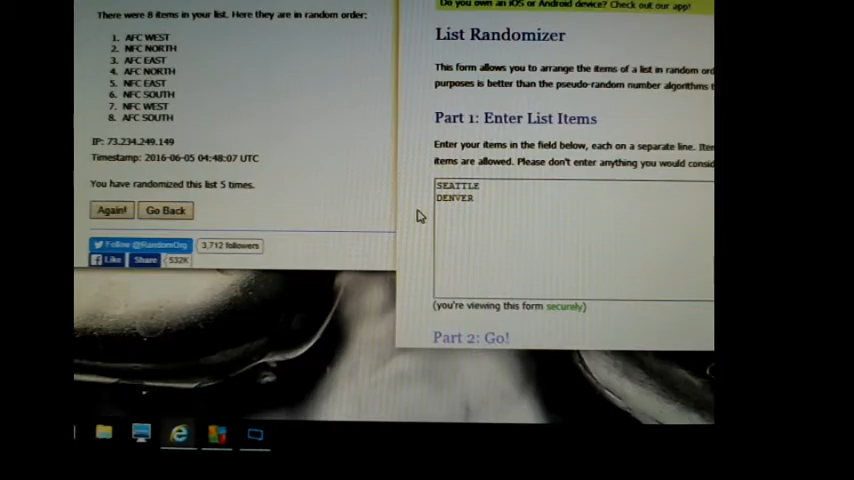 There were 8 items in your list. Here they are in random order:
1. AFC WEST
2. NFC NORTH
3. AFC EAST
4. AFC NORTH
5. NFC EAST
6. NFC SOUTH
7. NFC WEST
8. AFC SOUTH
IP: 73.234.249.149
Timestamp: 2016-06-05 04:48:07 UTC
You have randomized this list 5 times.
Again! Go Back
Follow @RandomOrg 3,712 followers
Like Share 532K
Do you own an iOS or Android device? Check out our app!
List Randomizer
This form allows you to arrange the items of a list in random
purposes is better than the pseudo-random number algorithms
Part 1: Enter List Items
Enter your items in the field below, each on a separate line.
items are allowed. Please don't enter anything you would
SEATTLE
DENVER
(you're viewing this form securely)
Part 2: Go!